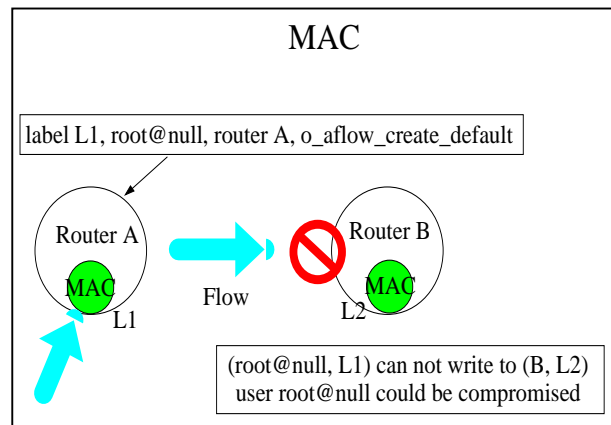 MAC
label L1, root@null, router A, o_aflow_create_default
Router A
Router B
MAC
MAC
L1
Flow
L2
(root@null, L1) can not write to (B, L2)
user root@null could be compromised